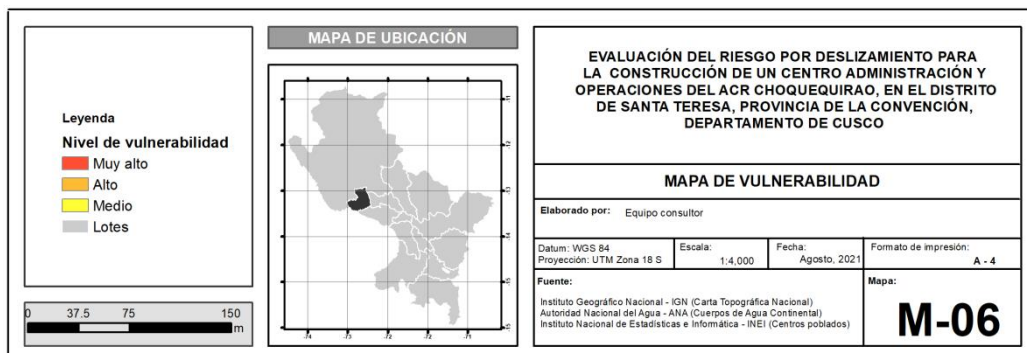 Leyenda
Nivel de vulnerabilidad
Muy alto
Alto
Medio
Lotes
0 37.5 75 150
m
MAPA DE UBICACIÓN
-74 -73 -72 -72 -71
EVALUACIÓN DEL RIESGO POR DESLIZAMIENTO PARA
LA CONSTRUCCIÓN DE UN CENTRO ADMINISTRACIÓN Y
OPERACIONES DEL ACR CHOQUEQUIRAO, EN EL DISTRITO
DE SANTA TERESA, PROVINCIA DE LA CONVENCIÓN,
DEPARTAMENTO DE CUSCO
MAPA DE VULNERABILIDAD
Elaborado por: Equipo consultor
Datum: WGS 84
Proyección: UTM Zona 18 S
Escala:
1:4,000
Fecha:
Agosto, 2021
Formato de impresión:
A - 4
Fuente:
Instituto Geográfico Nacional - IGN (Carta Topográfica Nacional)
Autoridad Nacional del Agua - ANA (Cuerpos de Agua Continental)
Instituto Nacional de Estadísticas e Informática - INEI (Centros poblados)
Mapa:
M-06